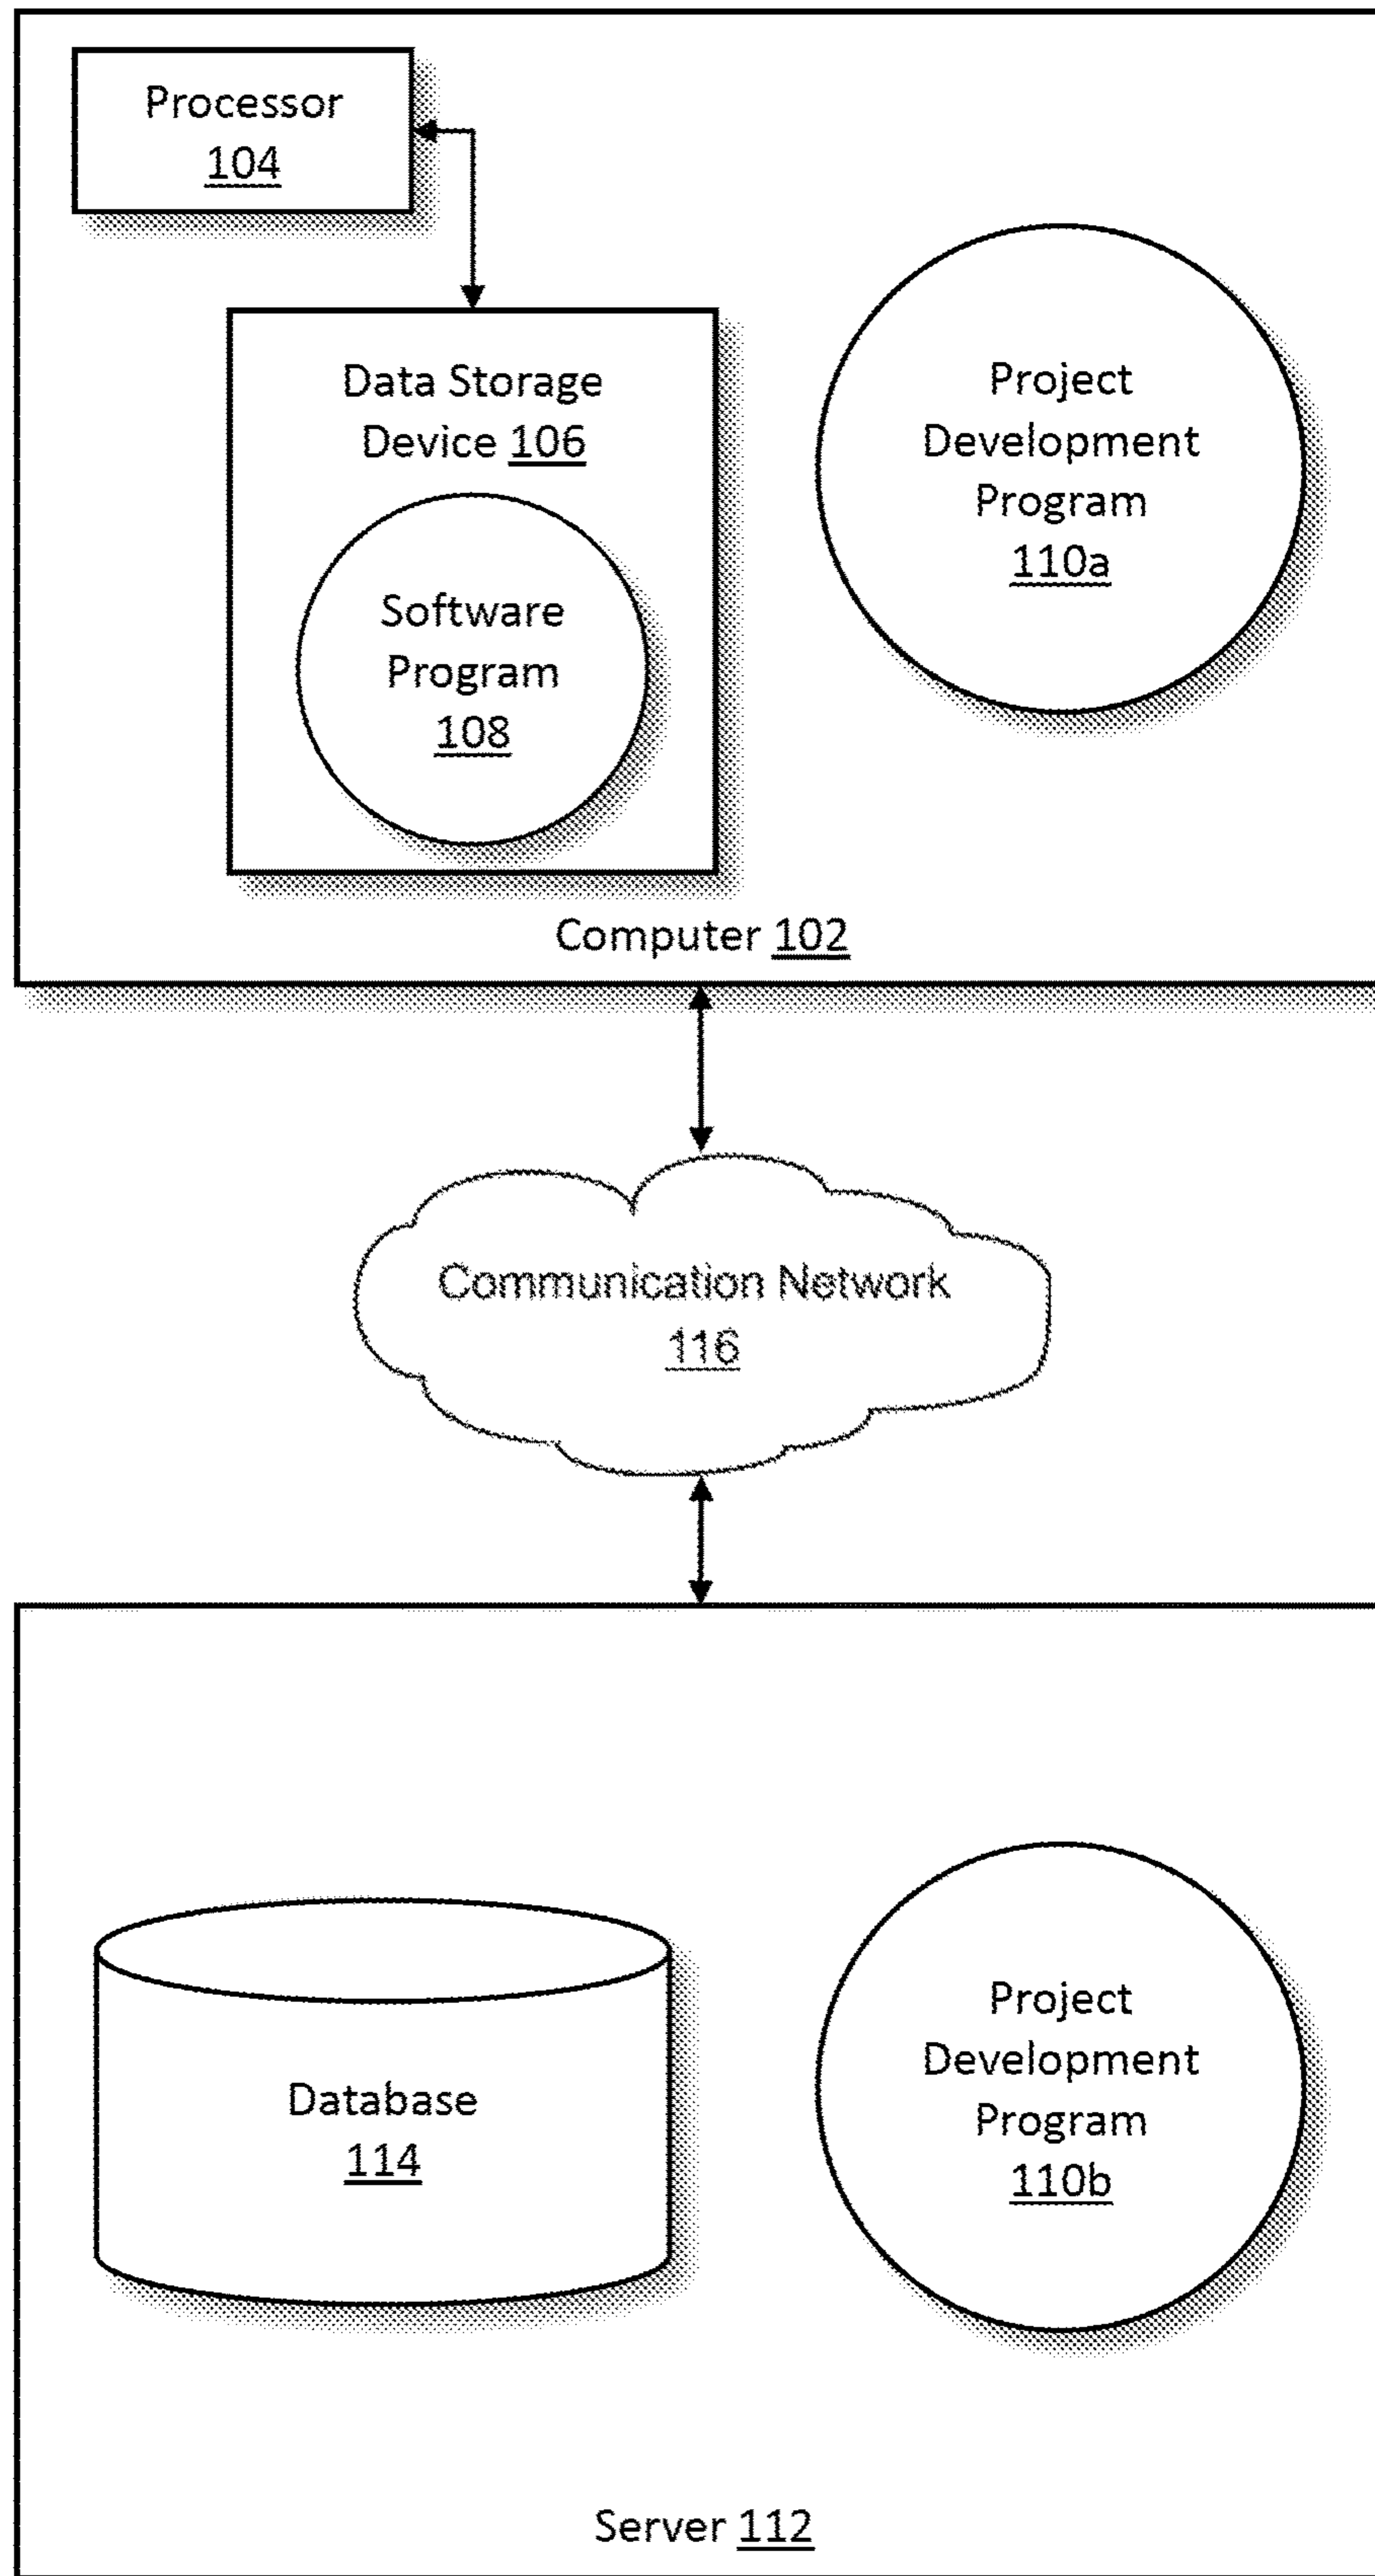 Processor
104
Data Storage
Device 106
Software
Program
108
Project
Development
Program
110a
Computer 102
Communication Network
116
Database
114
Project
Development
Program
110b
Server 112